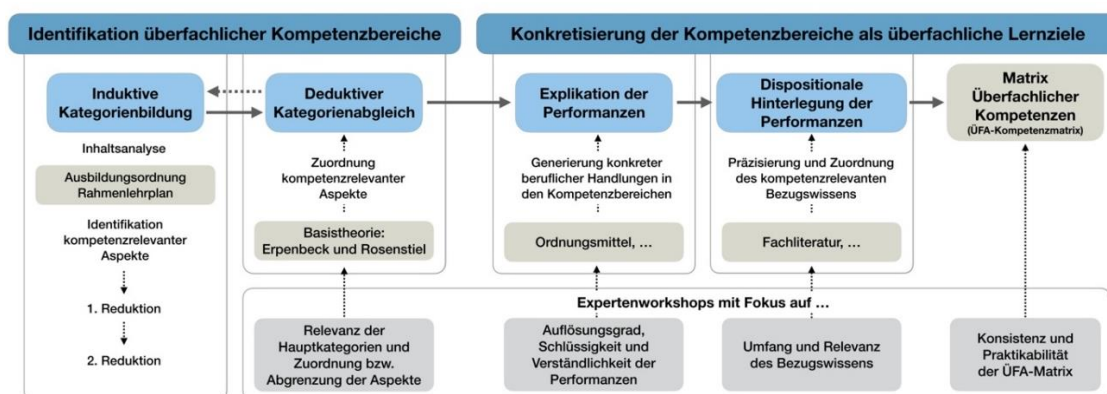 Identifikation überfachlicher Kompetenzbereiche
Konkretisierung der Kompetenzbereiche als überfachliche Lernziele
Induktive
Kategorienbildung
Inhaltsanalyse
Ausbildungsordnung
Rahmenlehrplan
Identifikation
kompetenzrelevanter
Aspekte
1. Reduktion
2. Reduktion
Deduktiver
Kategorienabgleich
Zuordnung
kompetenzrelevanter
Aspekte
Basistheorie:
Erpenbeck und Rosenstiel
Explikation der
Performanzen
Generierung konkreter
beruflicher Handlungen in
den Kompetenzbereichen
Ordnungsmittel, …
Dispositionale
Hinterlegung der
Performanzen
Präzisierung und Zuordnung
des kompetenzrelevanten
Bezugswissens
Fachliteratur, …
Matrix
Überfachlicher
Kompetenzen
(ÜFA-Kompetenzmatrix)
Expertenworkshops mit Fokus auf …
Relevanz der
Hauptkategorien und
Zuordnung bzw.
Abgrenzung der Aspekte
Auflösungsgrad,
Schlüssigkeit und
Verständlichkeit der
Performanzen
Umfang und Relevanz
des Bezugswissens
Konsistenz und
Praktikabilität
der ÜFA-Matrix